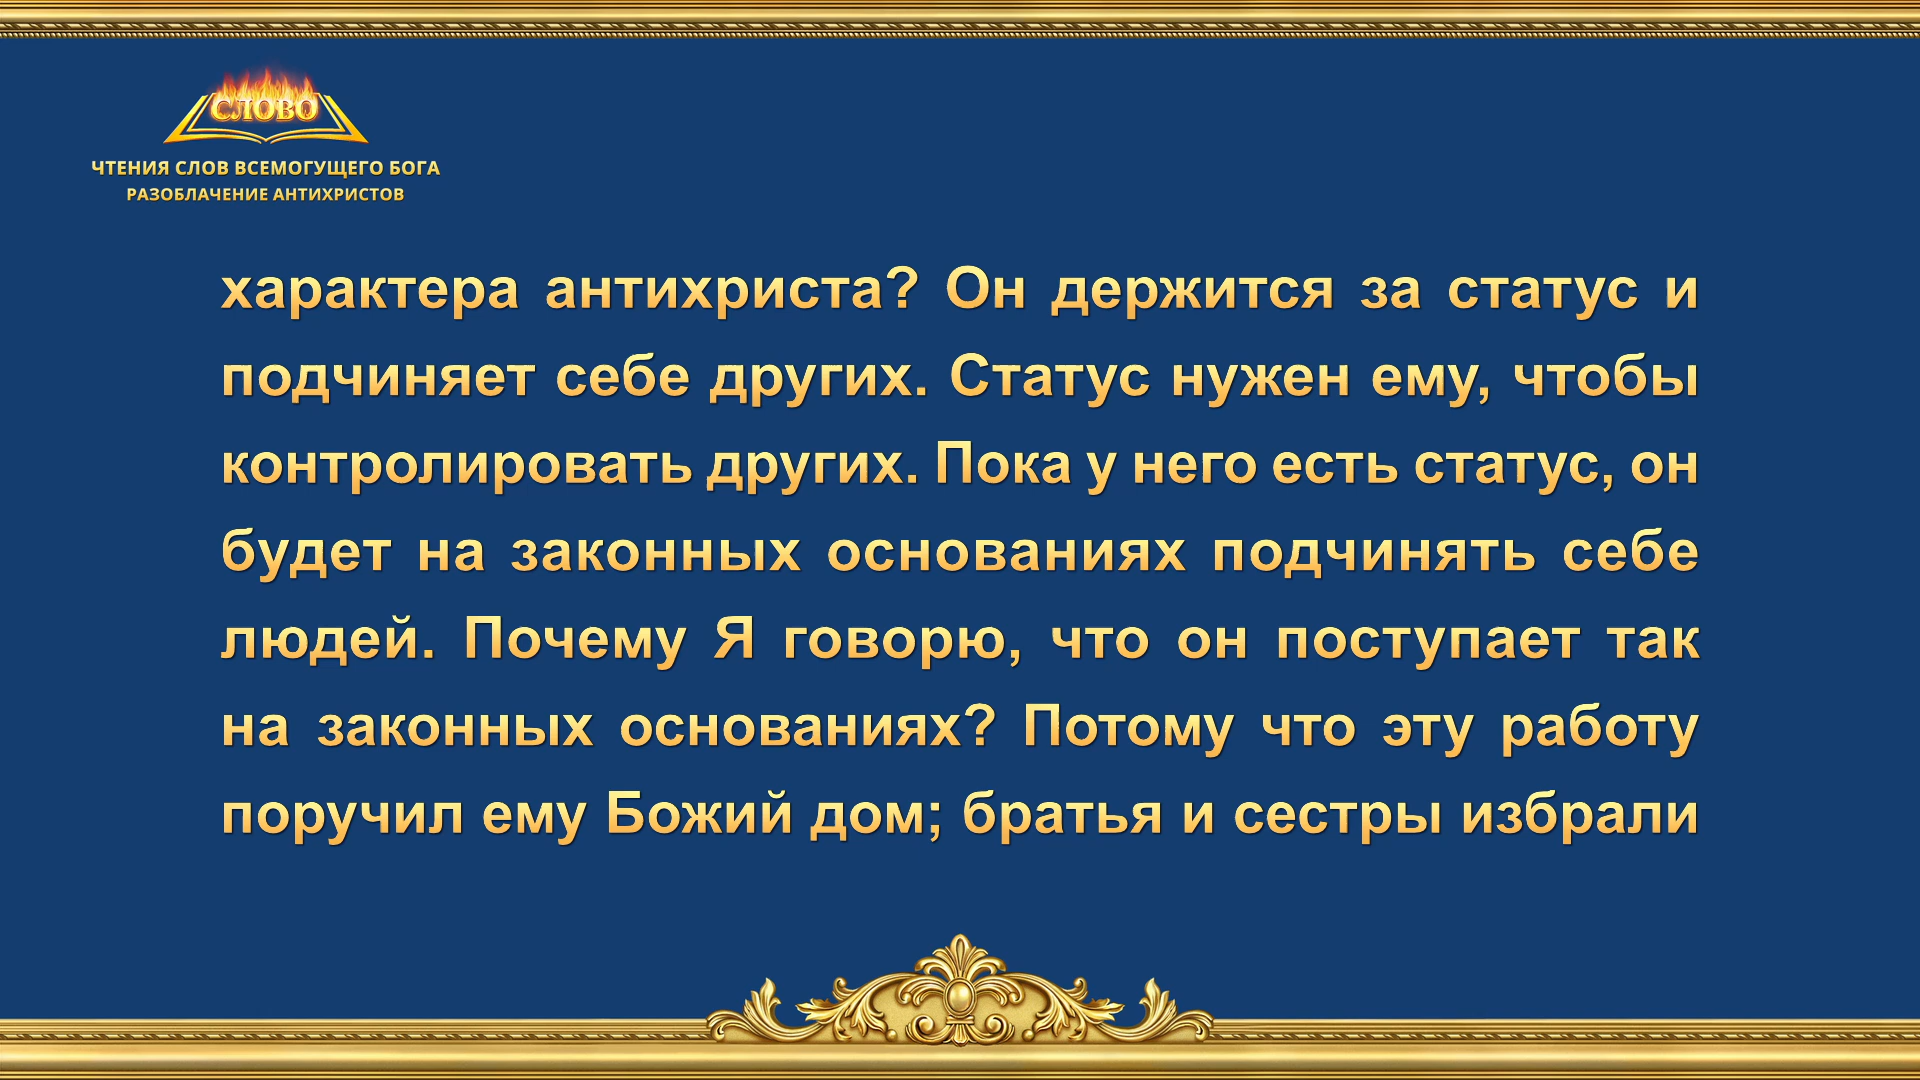 СЛОВО
ЧТЕНИЯ СЛОВ ВСЕМОГУЩЕГО БОГА
РАЗОБЛАЧЕНИЕ АНТИХРИСТОВ
характера антихриста? Он держится за статус и
подчиняет себе других. Статус нужен ему, чтобы
контролировать других. Пока у него есть статус, он
будет на законных основаниях подчинять себе
людей. Почему Я говорю, что он поступает так
на законных основаниях? Потому что эту работу
поручил ему Божий дом; братья и сестры избрали